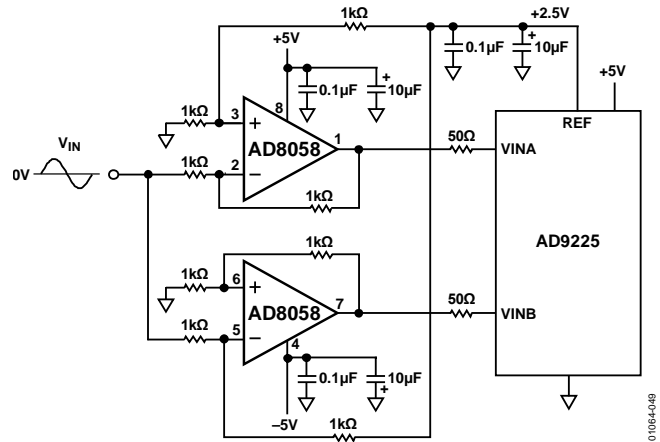 1kΩ
+2.5V
+5V
0.1µF
+
10µF
+5V
0.1µF
+
10µF
1kΩ
3
+
8
REF
VIN
AD8058
1
50Ω
VINA
1kΩ
2
–
0V
1kΩ
AD9225
1kΩ
1kΩ
6
+
AD8058
7
50Ω
VINB
1kΩ
5
–
4
0.1µF
10µF
+
–5V
1kΩ
01064-049